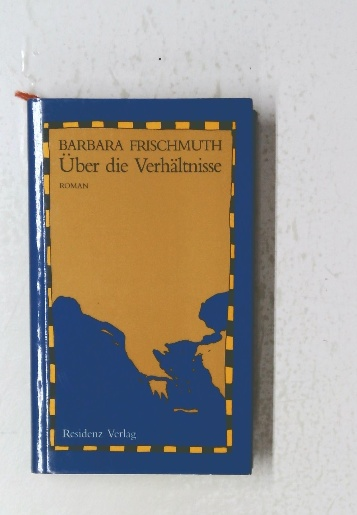 BARBARA FRISCHMUTH
Über die Verhältnisse
ROMAN
Residenz Verlag